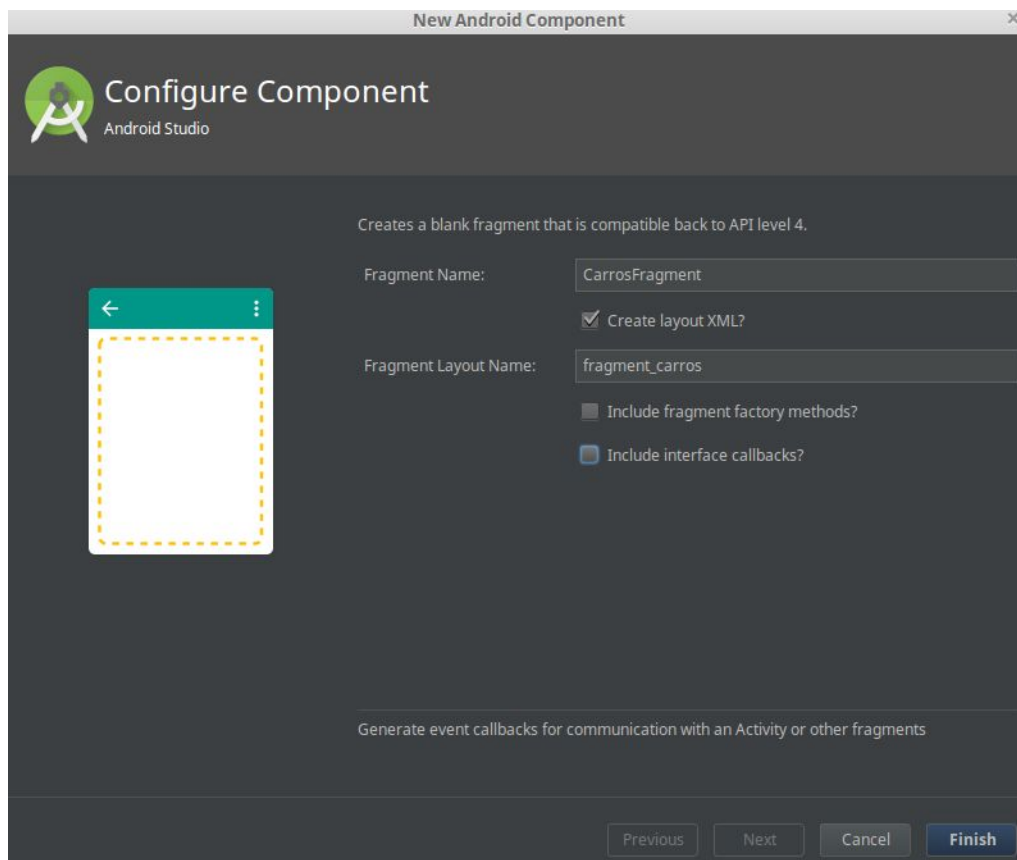 New Android Component
Configure Component
Android Studio
Creates a blank fragment that is compatible back to API level 4.
Fragment Name: CarrosFragment
Create layout XML?
Fragment Layout Name: fragment_carros
Include fragment factory methods?
Include interface callbacks?
Generate event callbacks for communication with an Activity or other fragments
Previous Next Cancel Finish